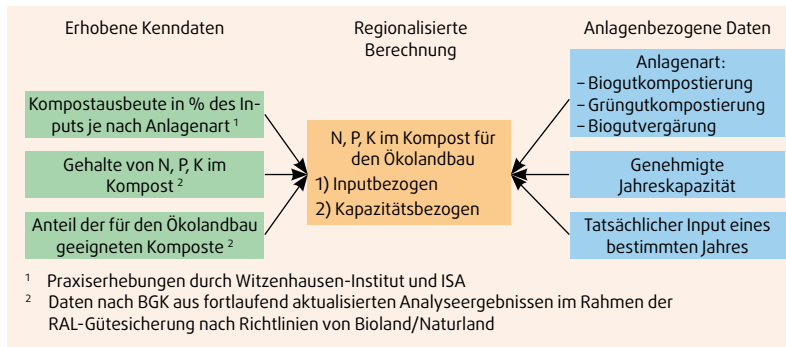 Erhobene Kenndaten
Kompostausbeute in % des In-
puts je nach Anlagenart ¹
Gehalte von N, P, K im
Kompost ²
Anteil der für den Ökolandbau
geeigneten Komposte ²
Regionalisierte
Berechnung
N, P, K im Kompost für
den Ökolandbau
1) Inputbezogen
2) Kapazitätsbezogen
Anlagenbezogene Daten
Anlagenart:
– Biogutkompostierung
– Grüngutkompostierung
– Biogutvergärung
Genehmigte
Jahreskapazität
Tatsächlicher Input eines
bestimmten Jahres
¹ Praxiserhebungen durch Witzenhausen-Institut und ISA
² Daten nach BGK aus fortlaufend aktualisierten Analyseergebnissen im Rahmen der
RAL-Gütesicherung nach Richtlinien von Bioland/Naturland